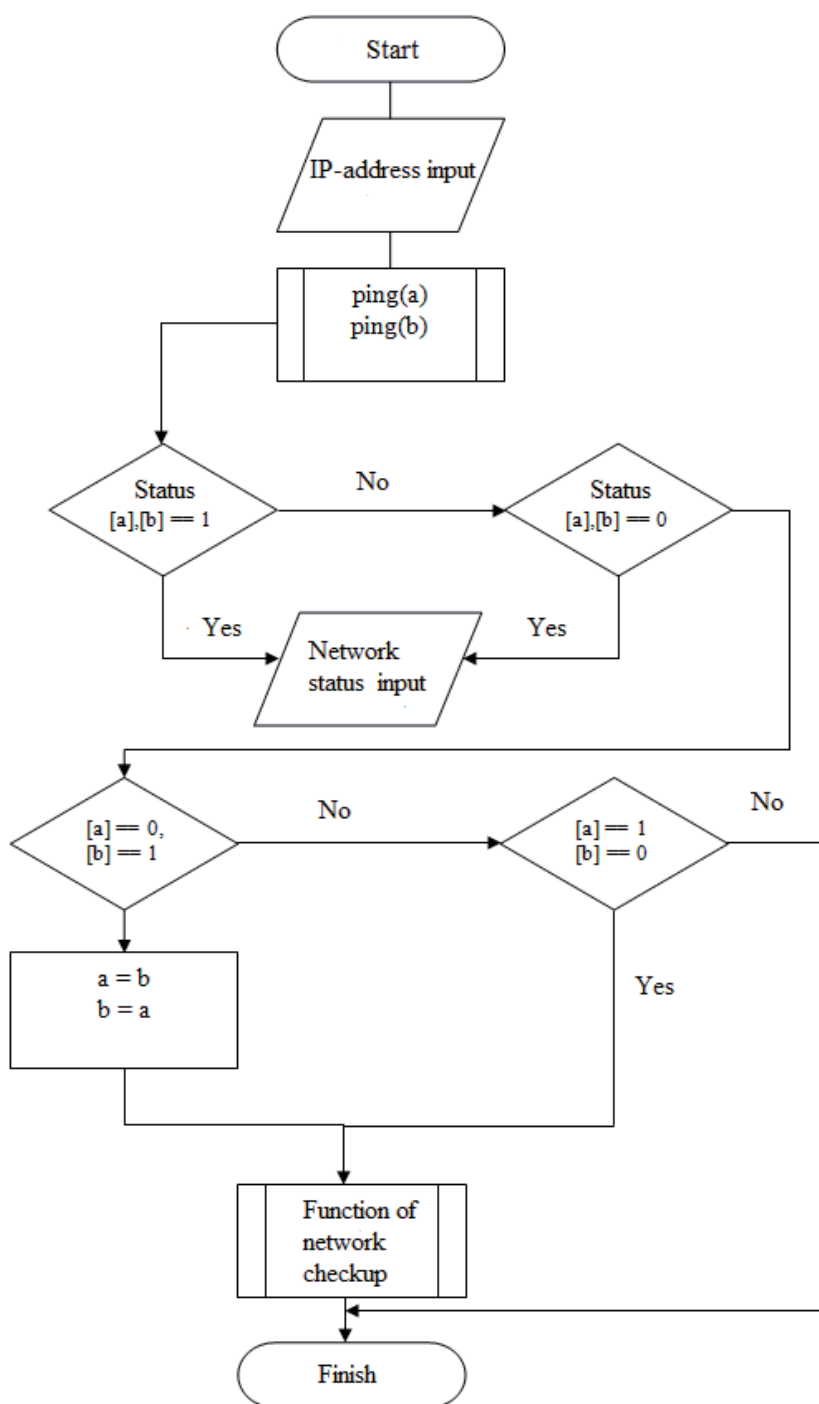 Start
IP-address input
ping(a)
ping(b)
Status
[a],[b] == 1
No
Status
[a],[b] == 0
Yes
Network
status input
Yes
[a] == 0,
[b] == 1
No
[a] == 1
[b] == 0
No
a = b
b = a
Yes
Function of
network
checkup
Finish